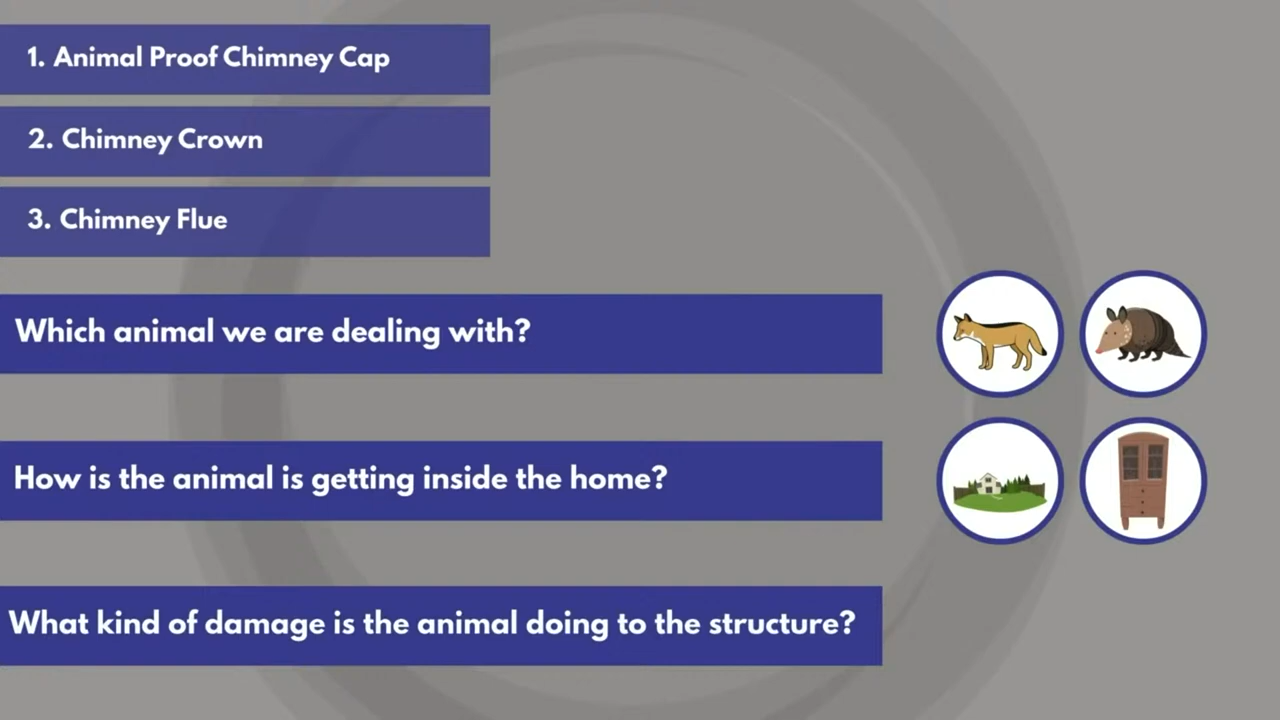 1. Animal Proof Chimney Cap
2. Chimney Crown
3. Chimney Flue
Which animal we are dealing with?
How is the animal is getting inside the home?
What kind of damage is the animal doing to the structure?